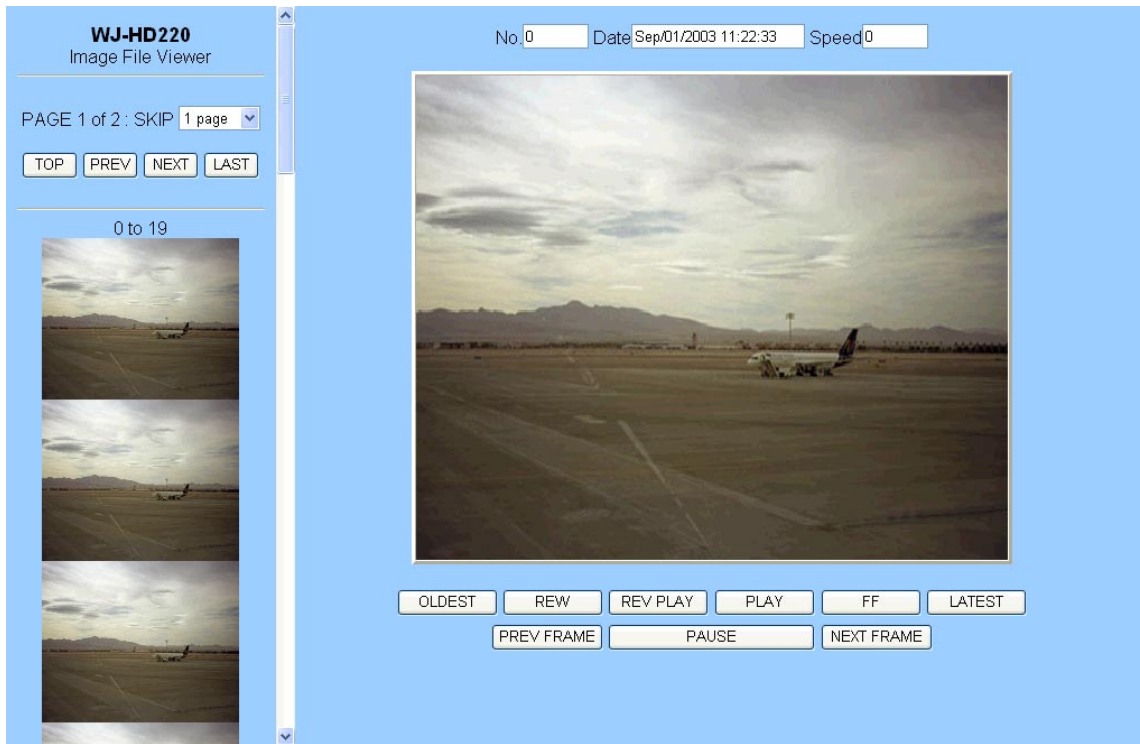 WJ-HD220
Image File Viewer
PAGE 1 of 2 : SKIP 1 page
TOP PREV NEXT LAST
0 to 19
No. 0 Date Sep/01/2003 11:22:33 Speed 0
OLDEST REW REV PLAY PLAY FF LATEST
PREV FRAME PAUSE NEXT FRAME